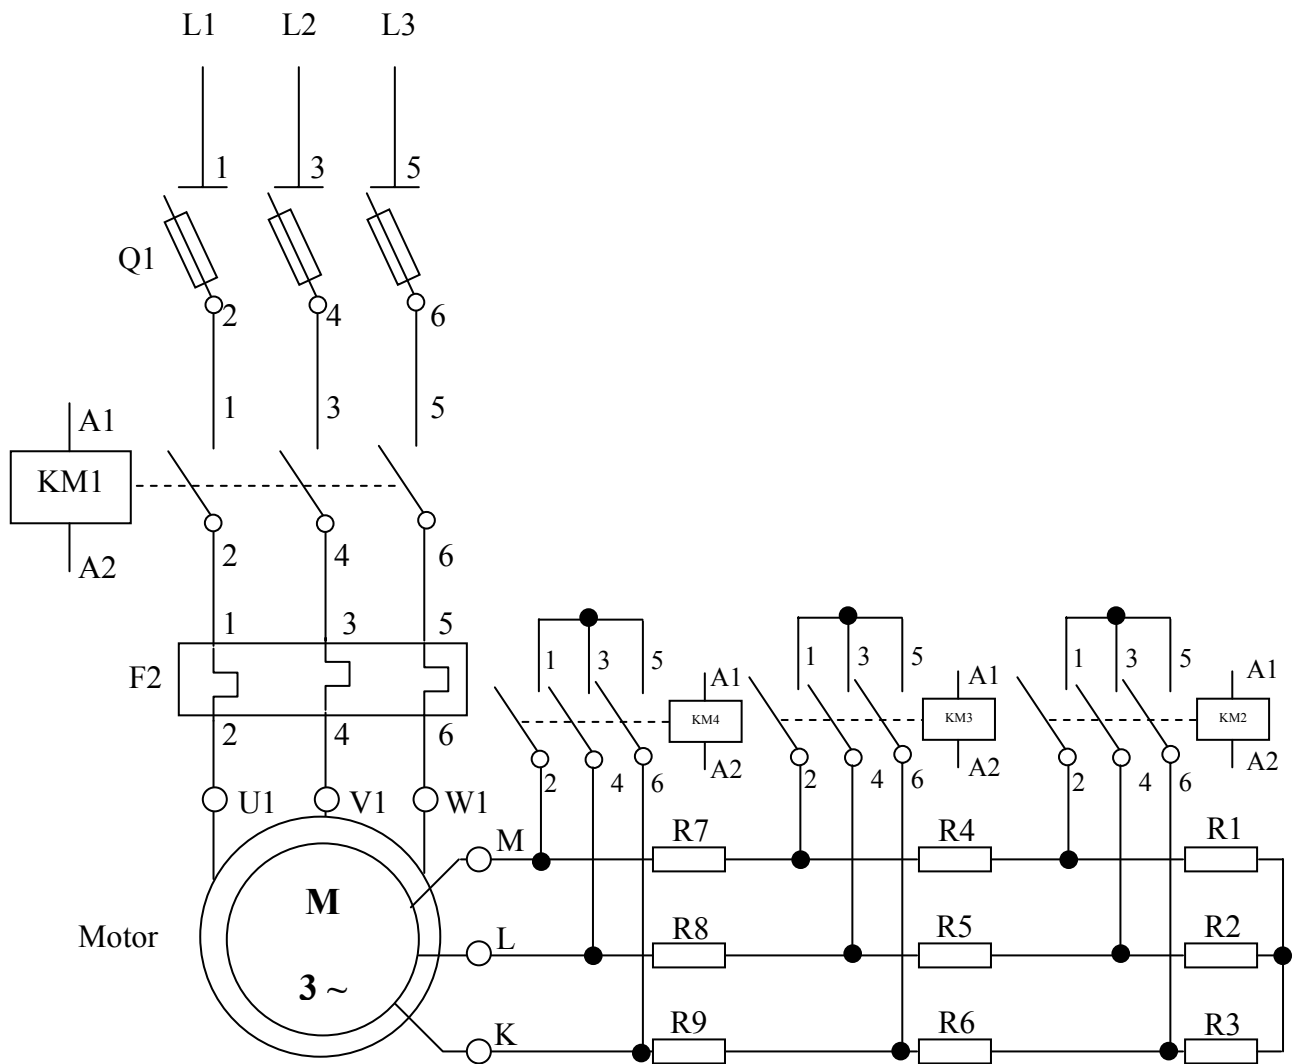 L1 L2 L3
1 3 5
Q1
2 4 6
1 3 5
A1
KM1
A2
2 4 6
1 3 5
F2
2 4 6
1 3 5 A1
KM4
2 4 6 A2
1 3 5 A1
KM3
2 4 6 A2
1 3 5 A1
KM2
2 4 6 A2
U1 V1 W1
M R7 R4 R1
M
3 ~
Motor
L R8 R5 R2
K R9 R6 R3